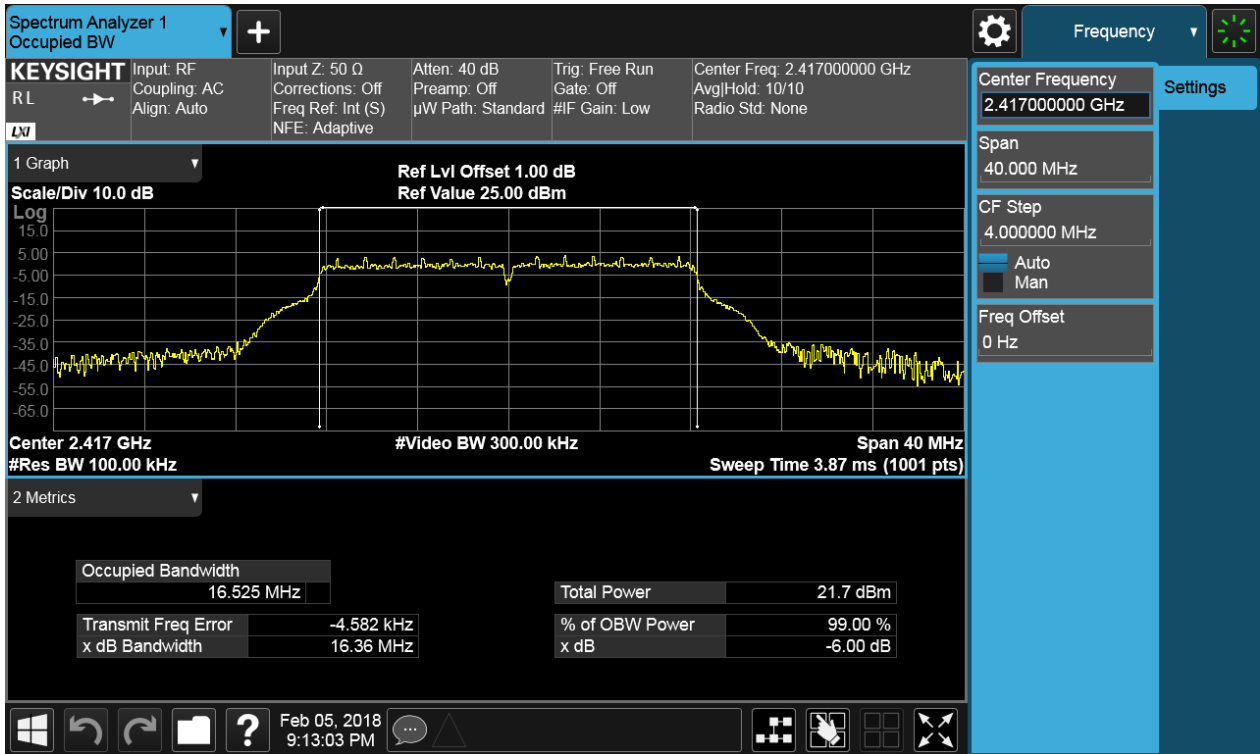 Spectrum Analyzer 1
Occupied BW
+
Frequency
KEYSIGHT
R L
LXI
Input: RF
Coupling: AC
Align: Auto
Input Z: 50 Ω
Corrections: Off
Freq Ref: Int (S)
NFE: Adaptive
Atten: 40 dB
Preamp: Off
µW Path: Standard
Trig: Free Run
Gate: Off
#IF Gain: Low
Center Freq: 2.417000000 GHz
Avg|Hold: 10/10
Radio Std: None
Center Frequency
2.417000000 GHz
Settings
Span
40.000 MHz
CF Step
4.000000 MHz
Auto
Man
Freq Offset
0 Hz
1 Graph
Scale/Div 10.0 dB
Ref Lvl Offset 1.00 dB
Ref Value 25.00 dBm
Log
15.0
5.00
-5.00
-15.0
-25.0
-35.0
-45.0
-55.0
-65.0
Center 2.417 GHz
#Video BW 300.00 kHz
Span 40 MHz
#Res BW 100.00 kHz
Sweep Time 3.87 ms (1001 pts)
2 Metrics
Occupied Bandwidth
16.525 MHz
Total Power 21.7 dBm
Transmit Freq Error -4.582 kHz
% of OBW Power 99.00 %
x dB Bandwidth 16.36 MHz
x dB -6.00 dB
?
Feb 05, 2018
9:13:03 PM